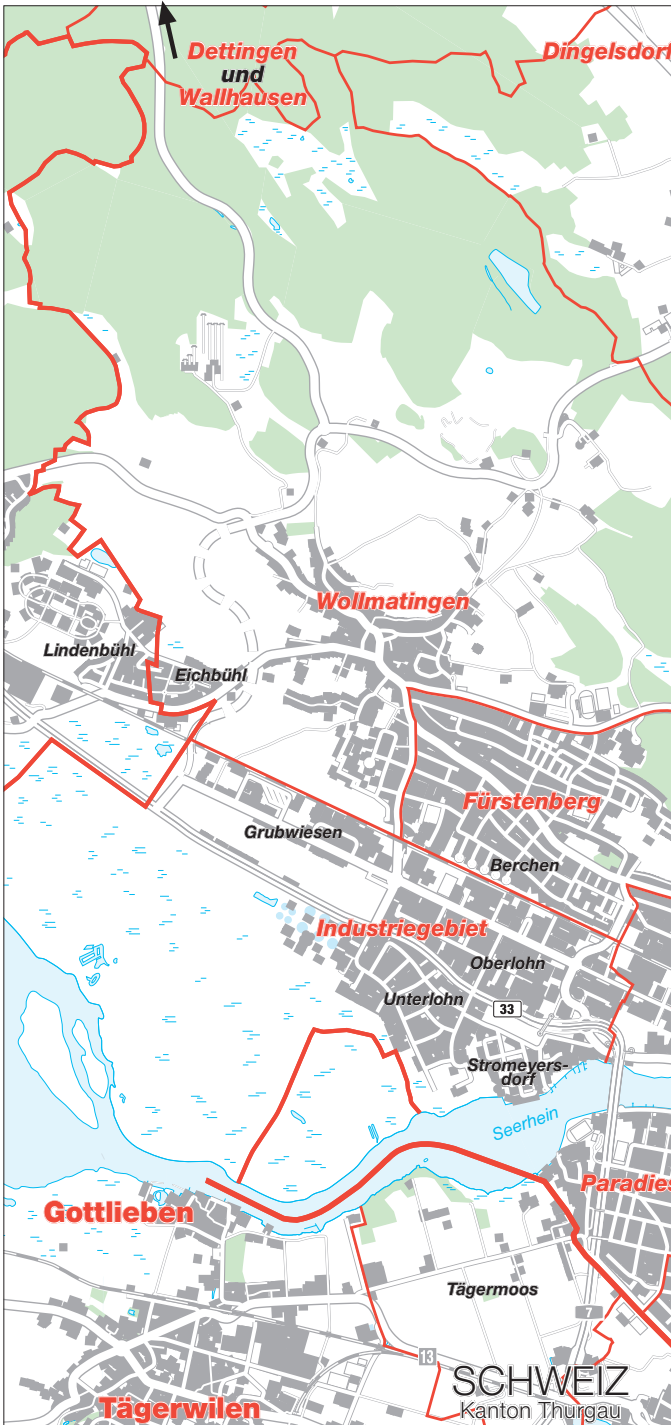 Dettingen
und
Wallhausen
Dingelsdorf
Wollmatingen
Lindenbühl
Eichbühl
Fürstenberg
Grubwiesen
Berchen
Industriegebiet
Oberlohn
Unterlohn
33
Stromeyers-
dorf
Seerhein
Paradies
Gottlieben
Tägermoos
7
13
SCHWEIZ
Kanton Thurgau
Tägerwilen